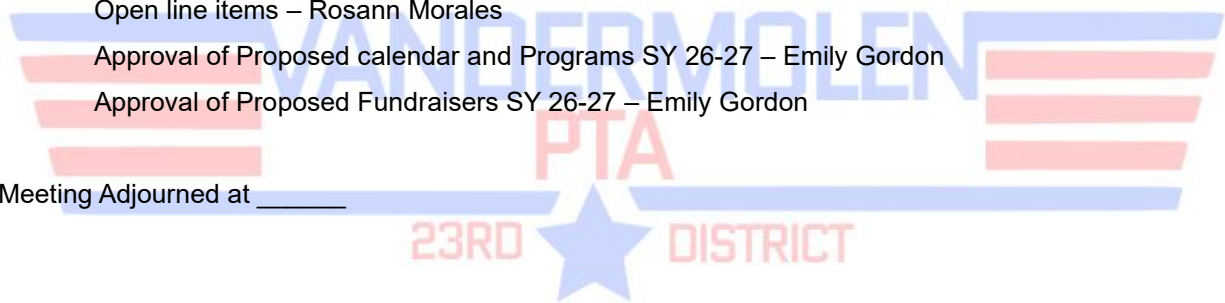 Open line items – Rosann Morales
VANDERMOLEN
Approval of Proposed calendar and Programs SY 26-27 – Emily Gordon
Approval of Proposed Fundraisers SY 26-27 – Emily Gordon
PTA
Meeting Adjourned at ______
23RD DISTRICT